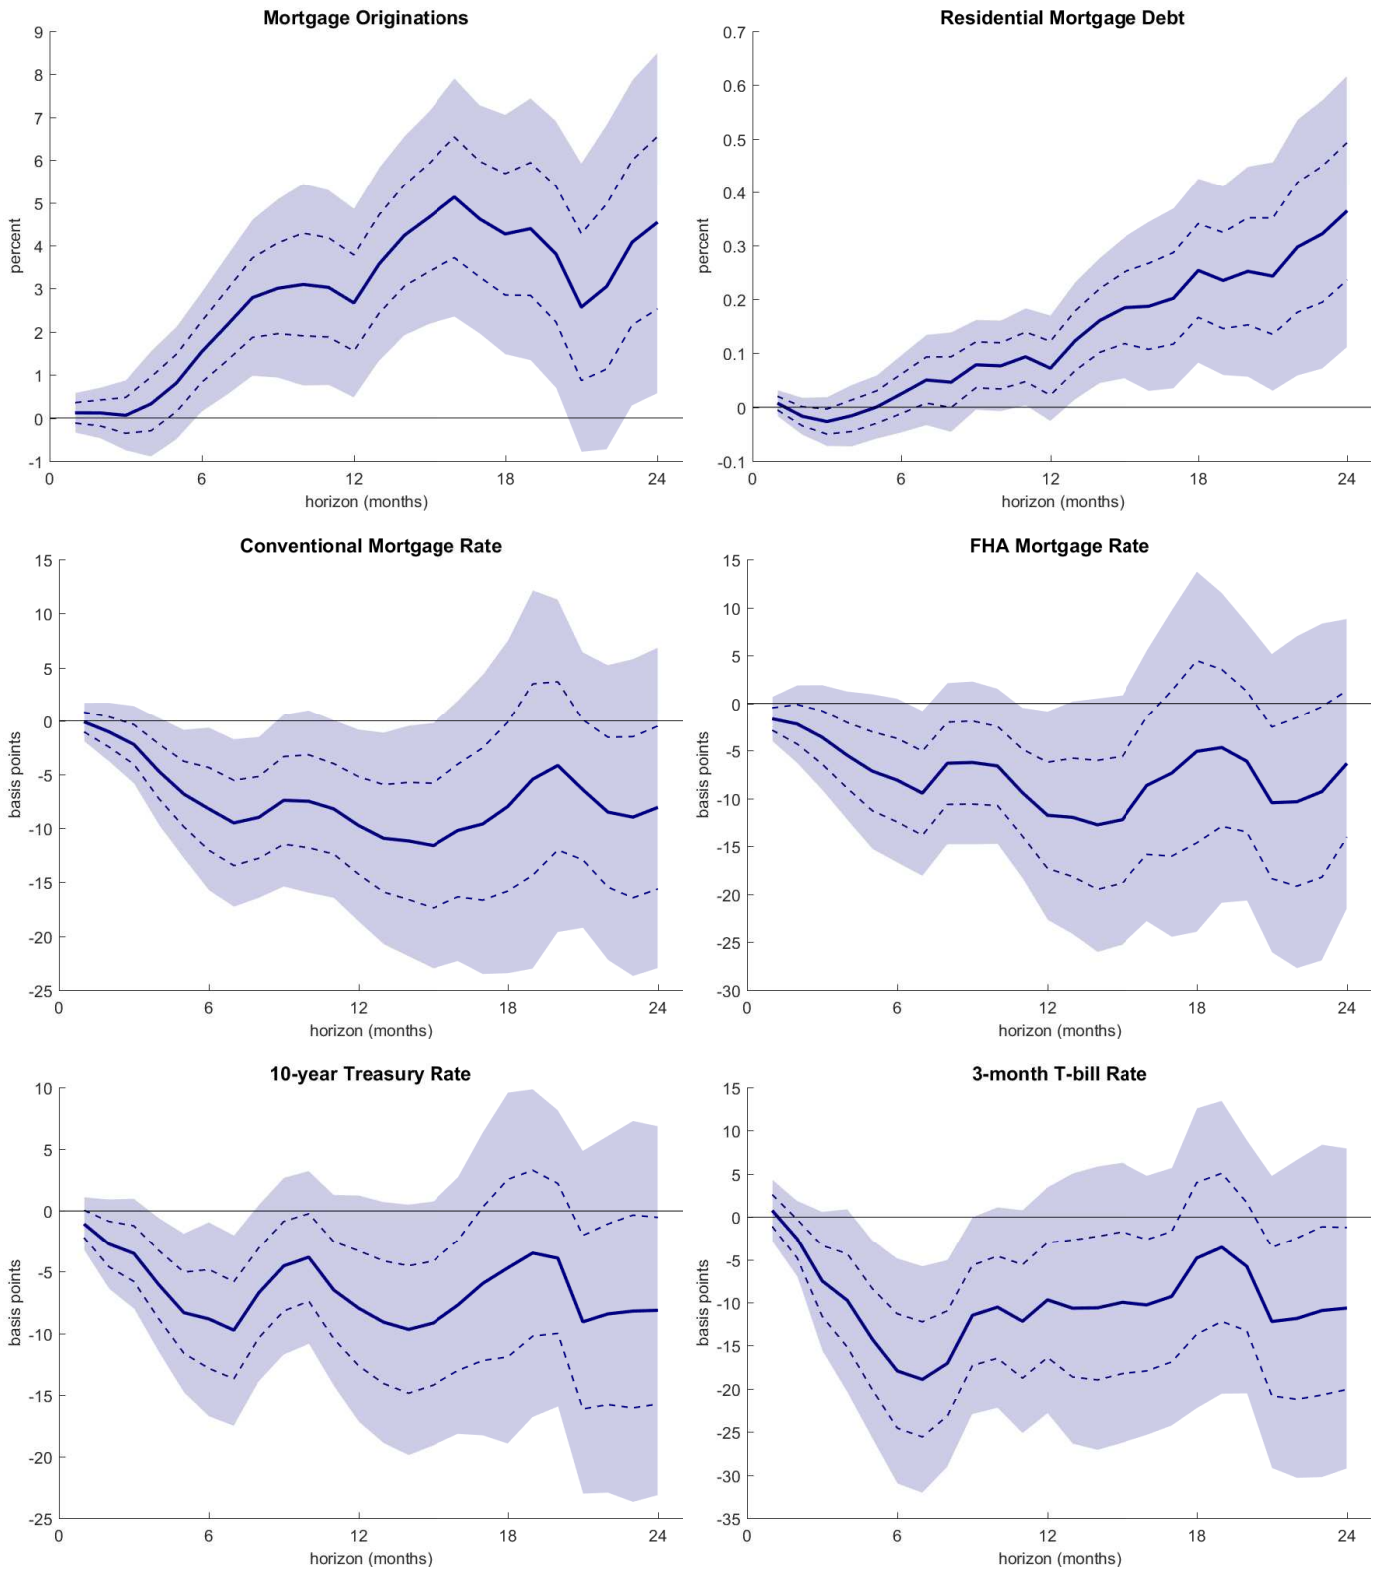 Mortgage Originations
9
8
7
6
5
4
3
2
1
0
-1
percent
0 6 12 18 24
horizon (months)
Residential Mortgage Debt
0.7
0.6
0.5
0.4
0.3
0.2
0.1
0
-0.1
percent
0 6 12 18 24
horizon (months)
Conventional Mortgage Rate
15
10
5
0
-5
-10
-15
-20
-25
basis points
0 6 12 18 24
horizon (months)
FHA Mortgage Rate
15
10
5
0
-5
-10
-15
-20
-25
-30
basis points
0 6 12 18 24
horizon (months)
10-year Treasury Rate
10
5
0
-5
-10
-15
-20
-25
basis points
0 6 12 18 24
horizon (months)
3-month T-bill Rate
15
10
5
0
-5
-10
-15
-20
-25
-30
-35
basis points
0 6 12 18 24
horizon (months)